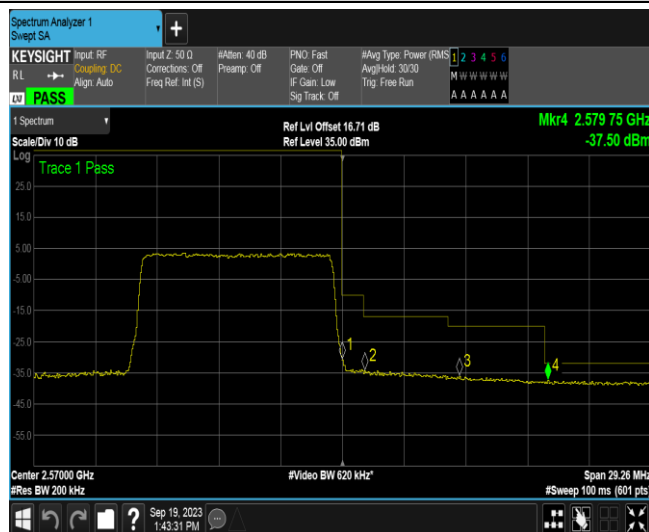 Spectrum Analyzer 1
Swept SA
+
KEYSIGHT Input: RF Input Z: 50 Ω #Atten: 40 dB PNO: Fast #Avg Type: Power (RMS 1 2 3 4 5 6
RL Coupling: DC Corrections: Off Preamp: Off Gate: Off Avg|Hold: 30/30 M W W W W W
Align: Auto Freq Ref: Int (S) IF Gain: Low Trig: Free Run
LXI PASS Sig Track: Off A A A A A A
1 Spectrum Ref Lvl Offset 16.71 dB Mkr4 2.579 75 GHz
Scale/Div 10 dB Ref Level 35.00 dBm -37.50 dBm
Log
Trace 1 Pass
25.0
15.0
5.00
-5.00
-15.0
-25.0
1
2
3
4
-35.0
-45.0
-55.0
Center 2.57000 GHz #Video BW 620 kHz* Span 29.26 MHz
#Res BW 200 kHz #Sweep 100 ms (601 pts)
? Sep 19, 2023
1:43:31 PM